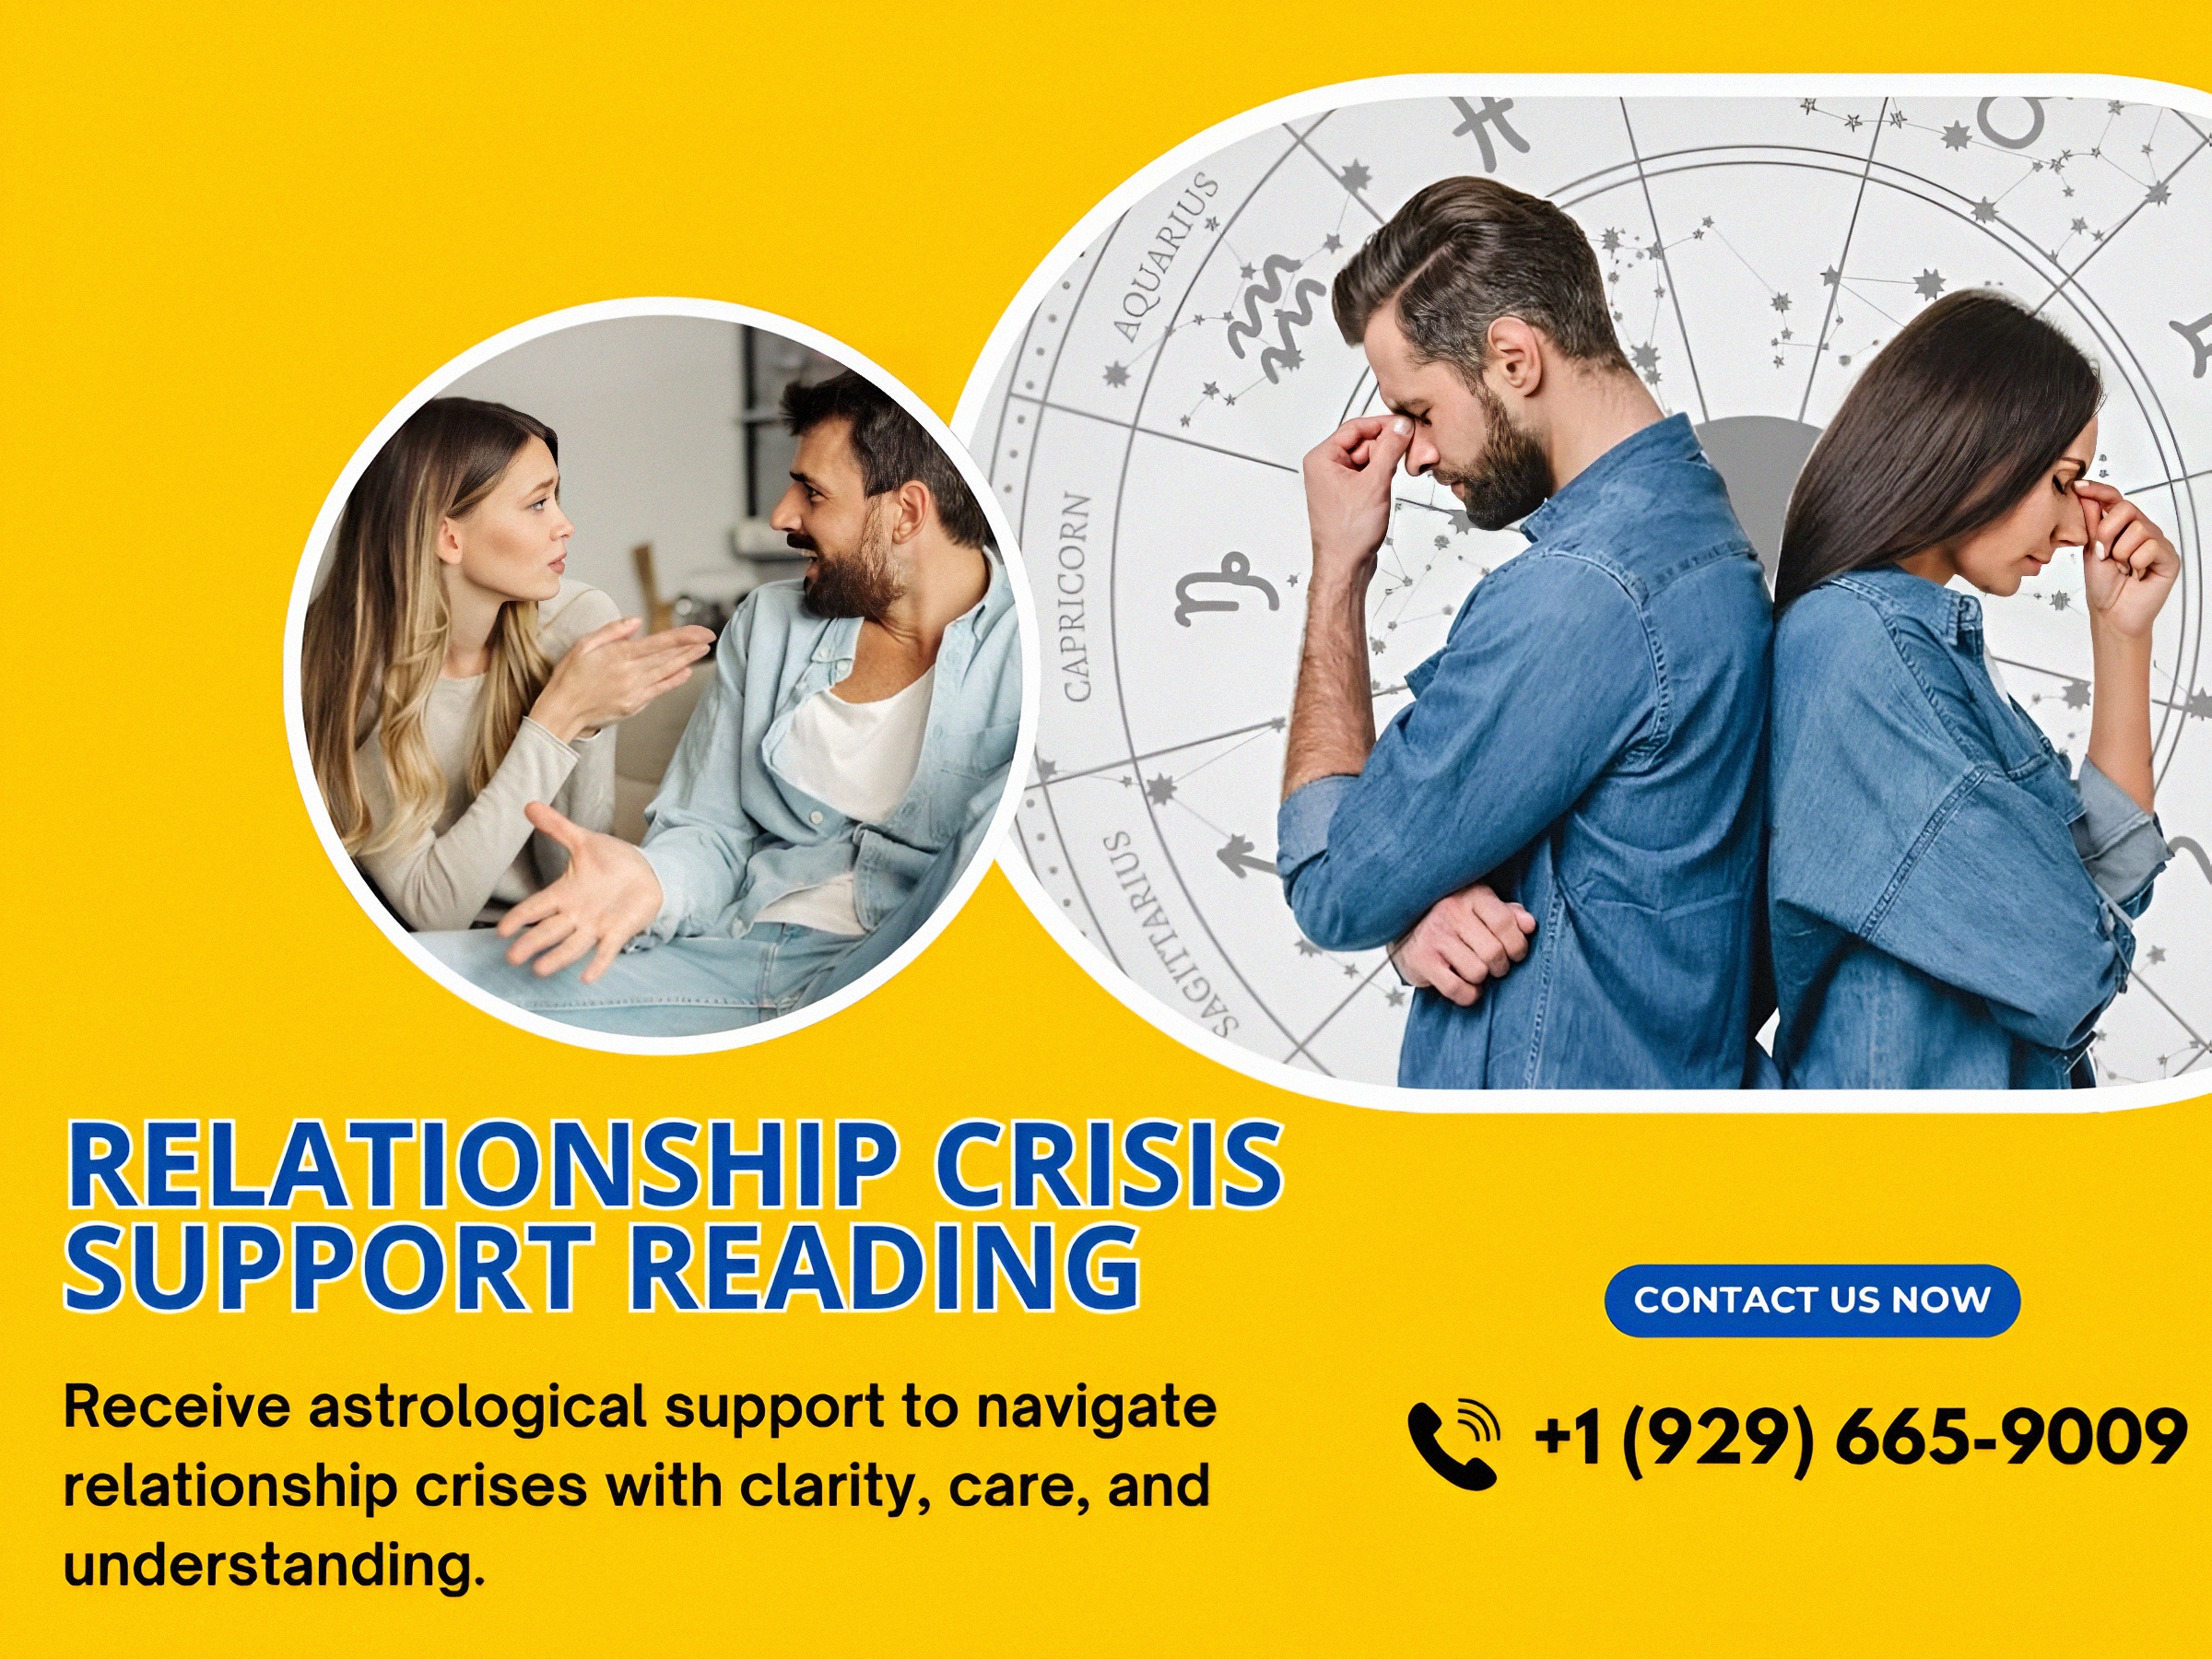 AQUARIUS
CAPRICORN
SAGITTARIUS
RELATIONSHIP CRISIS
SUPPORT READING
Receive astrological support to navigate
relationship crises with clarity, care, and
understanding.
CONTACT US NOW
+1 (929) 665-9009